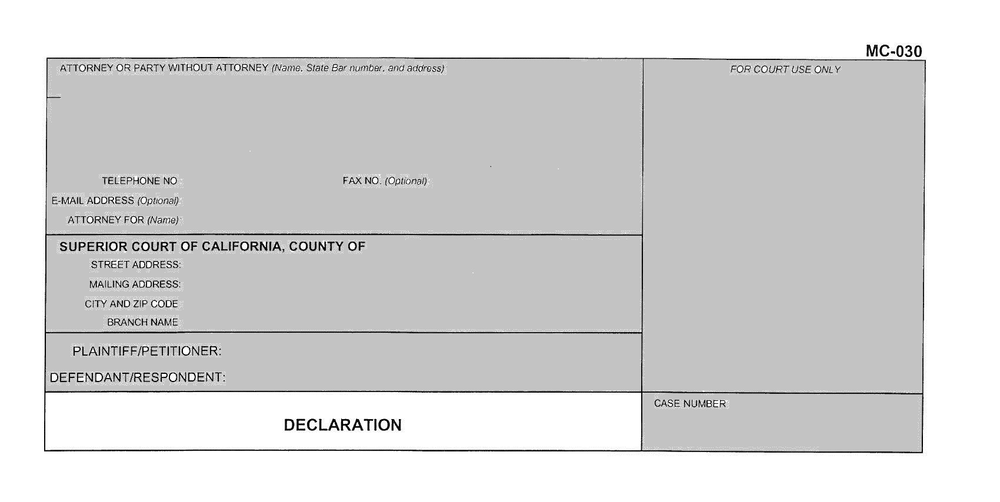 MC-030
ATTORNEY OR PARTY WITHOUT ATTORNEY (Name, State Bar number, and address)
FOR COURT USE ONLY
TELEPHONE NO
FAX NO. (Optional):
E-MAIL ADDRESS (Optional)
ATTORNEY FOR (Name)
SUPERIOR COURT OF CALIFORNIA, COUNTY OF
STREET ADDRESS:
MAILING ADDRESS:
CITY AND ZIP CODE
BRANCH NAME
PLAINTIFF/PETITIONER:
DEFENDANT/RESPONDENT:
DECLARATION
CASE NUMBER